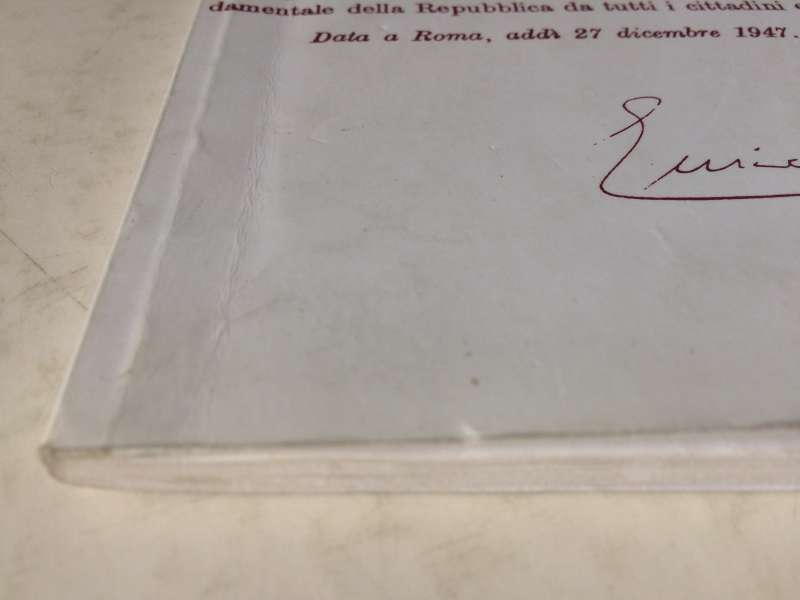 damentale della Repubblica da tutti i cittadini
Data a Roma, addì 27 dicembre 1947.